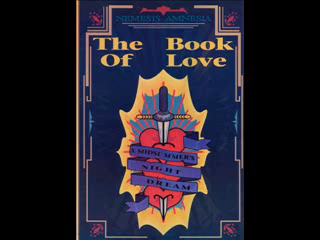 NEMESIS AMNESIA
The Book
Of Love
A MIDSUMMER'S
NIGHT
DREAM